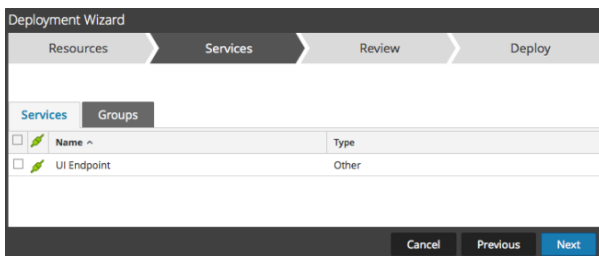 Deployment Wizard
Resources Services Review Deploy
Services Groups
Name Type
UI Endpoint Other
Cancel Previous Next